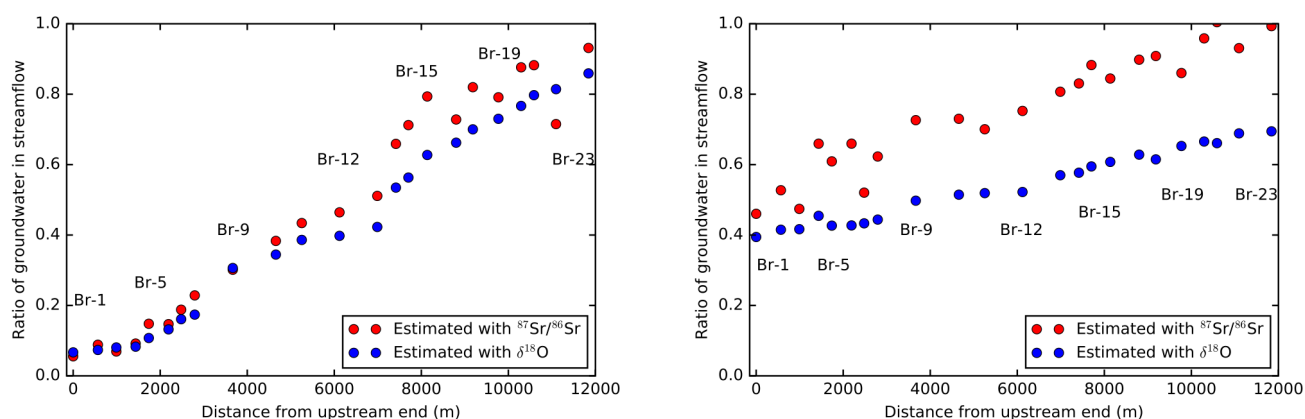 Ratio of groundwater in streamflow
1.0
0.8
0.6
0.4
0.2
0.0
Br-1
Br-5
Br-9
Br-12
Br-15
Br-19
Br-23
Estimated with ⁸⁷Sr/⁸⁶Sr
Estimated with δ¹⁸O
0 2000 4000 6000 8000 10000 12000
Distance from upstream end (m)
Ratio of groundwater in streamflow
1.0
0.8
0.6
0.4
0.2
0.0
Br-1
Br-5
Br-9
Br-12
Br-15
Br-19
Br-23
Estimated with ⁸⁷Sr/⁸⁶Sr
Estimated with δ¹⁸O
0 2000 4000 6000 8000 10000 12000
Distance from upstream end (m)